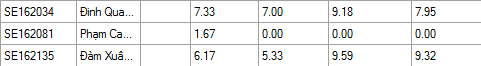 SE162034 Đinh Qua... 7.33 7.00 9.18 7.95
SE162081 Phạm Ca... 1.67 0.00 0.00 0.00
SE162135 Đàm Xuâ... 6.17 5.33 9.59 9.32